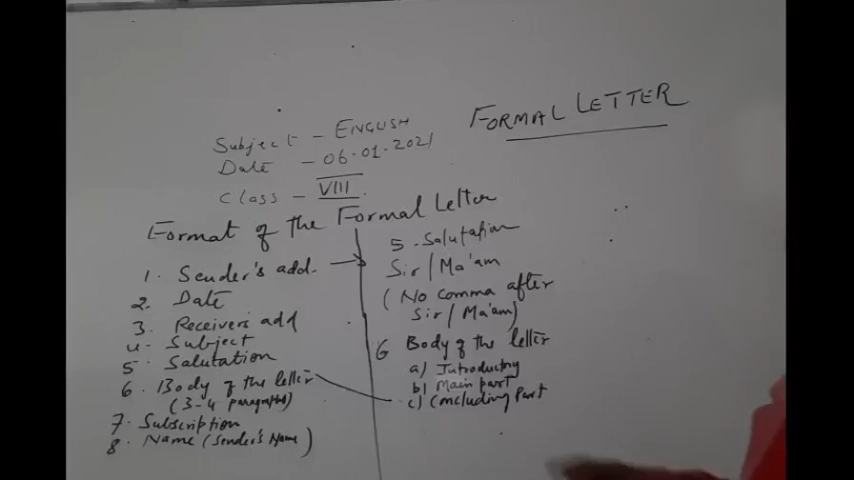 FORMAL LETTER
Subject - ENGLISH
Date - 06.01.2021
Class - VIII
Format of the Formal Letter
1. Sender's add.
2. Date
3. Receivers add
4. Subject
5. Salutation
6. Body of the letter
(3-4 paragraphs)
7. Subscription
8. Name (Sender's Name)
5. Salutation
Sir / Ma'am
( No comma after
Sir / Ma'am)
6 Body of the letter
a) Introductory
b) Main part
c) Concluding Part